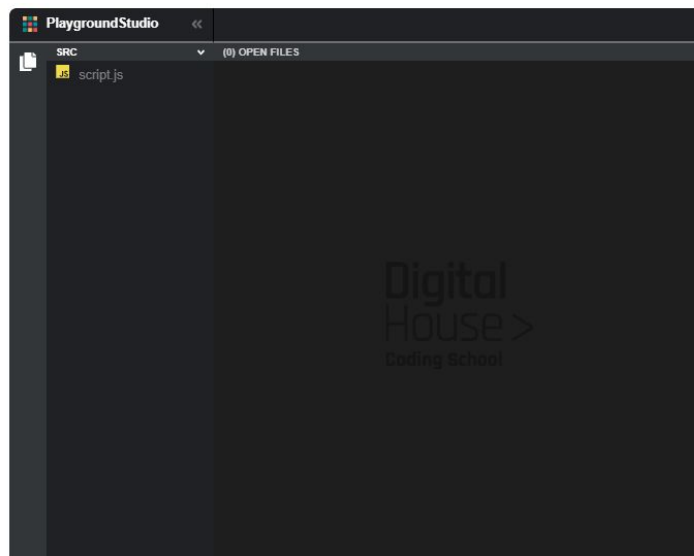 PlaygroundStudio
SRC
(0) OPEN FILES
JS script.js
Digital
House>
Coding School